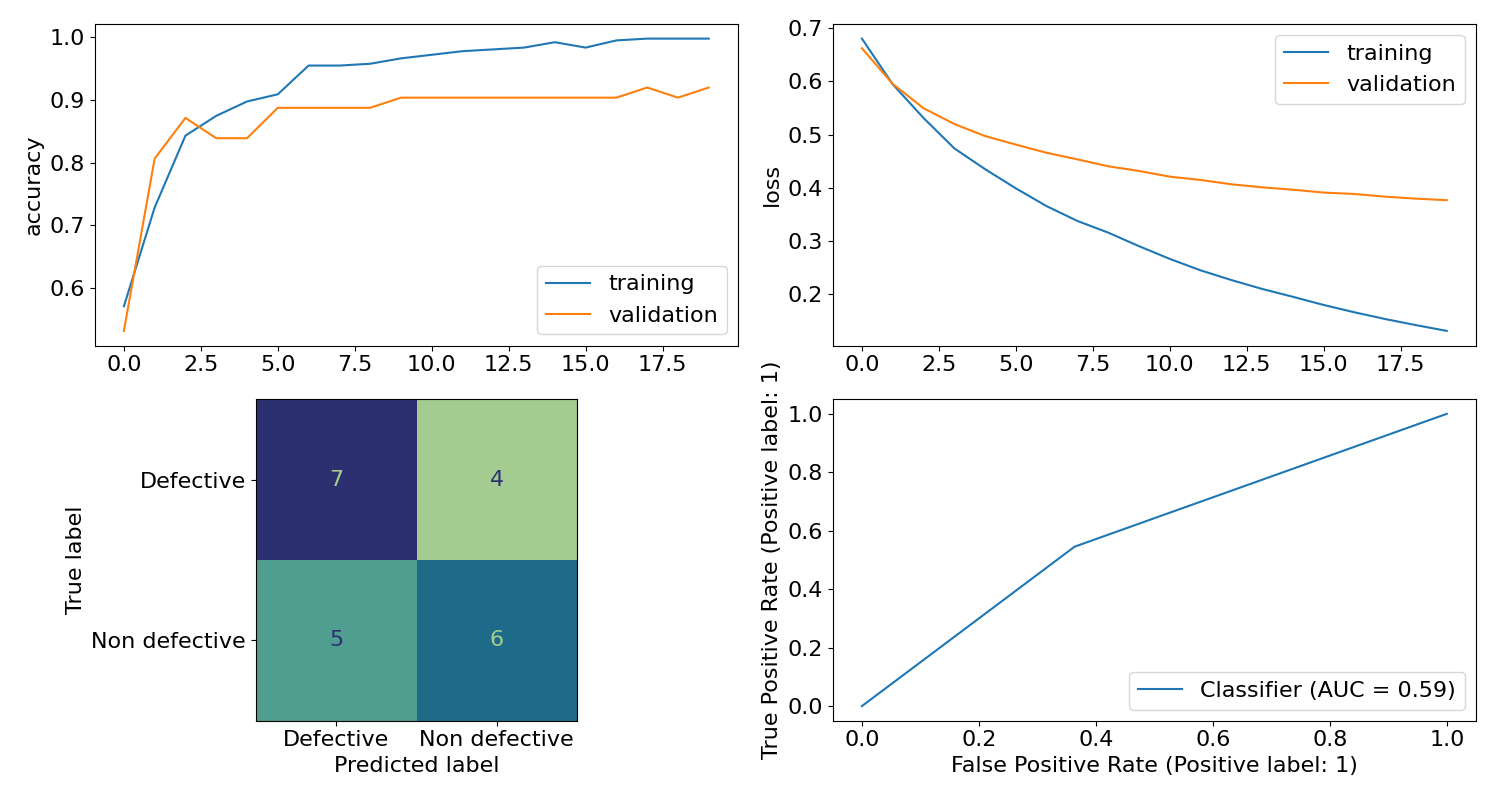 1.0
0.9
0.8
0.7
0.6
accuracy
training
validation
0.0 2.5 5.0 7.5 10.0 12.5 15.0 17.5
0.7
0.6
0.5
0.4
0.3
0.2
loss
training
validation
0.0 2.5 5.0 7.5 10.0 12.5 15.0 17.5
True label
Defective
7 4
Non defective
5 6
Defective Non defective
Predicted label
True Positive Rate (Positive label: 1)
1.0
0.8
0.6
0.4
0.2
0.0
Classifier (AUC = 0.59)
0.0 0.2 0.4 0.6 0.8 1.0
False Positive Rate (Positive label: 1)